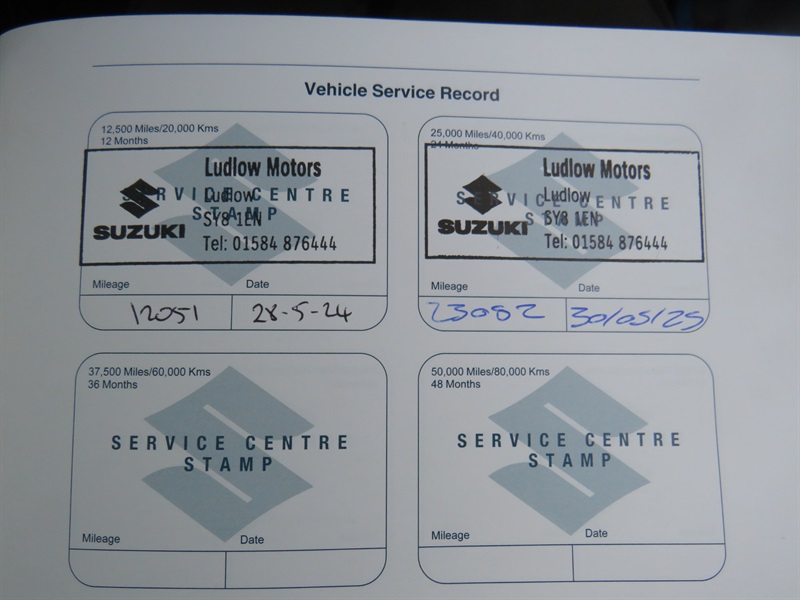 Vehicle Service Record
12,500 Miles/20,000 Kms
12 Months
SERVICE CENTRE
STAMP
SUZUKI
Ludlow Motors
Ludlow
SY8 1EN
Tel: 01584 876444
Mileage
Date
12051
28-5-24
25,000 Miles/40,000 Kms
24 Months
SERVICE CENTRE
STAMP
SUZUKI
Ludlow Motors
Ludlow
SY8 1EN
Tel: 01584 876444
Mileage
Date
23082
30/05/25
37,500 Miles/60,000 Kms
36 Months
SERVICE CENTRE
STAMP
Mileage
Date
50,000 Miles/80,000 Kms
48 Months
SERVICE CENTRE
STAMP
Mileage
Date